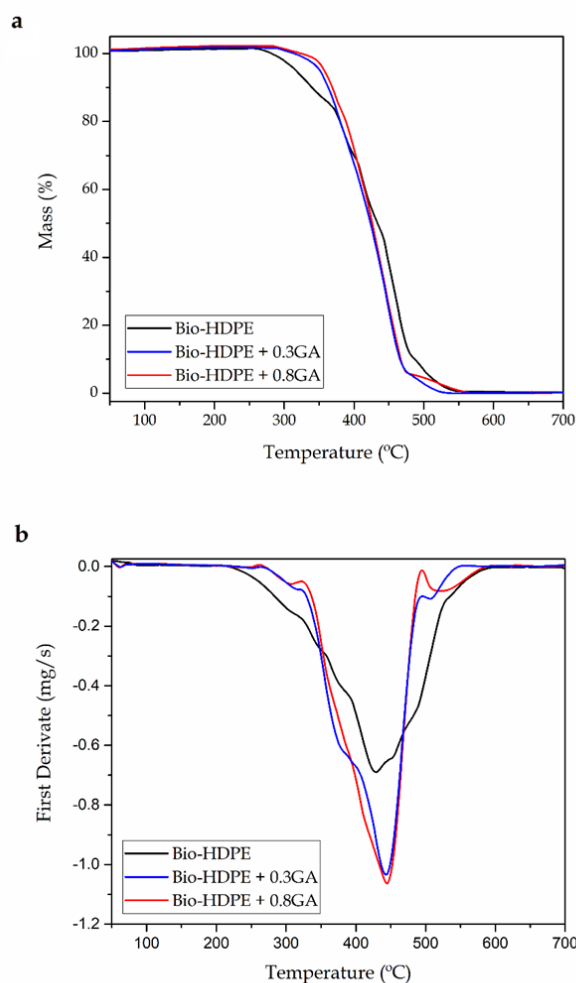 a
100
80
60
40
20
0
Mass (%)
Bio-HDPE
Bio-HDPE + 0.3GA
Bio-HDPE + 0.8GA
100 200 300 400 500 600 700
Temperature (ºC)
b
0.0
-0.2
-0.4
-0.6
-0.8
-1.0
-1.2
First Derivate (mg/s)
Bio-HDPE
Bio-HDPE + 0.3GA
Bio-HDPE + 0.8GA
100 200 300 400 500 600 700
Temperature (ºC)